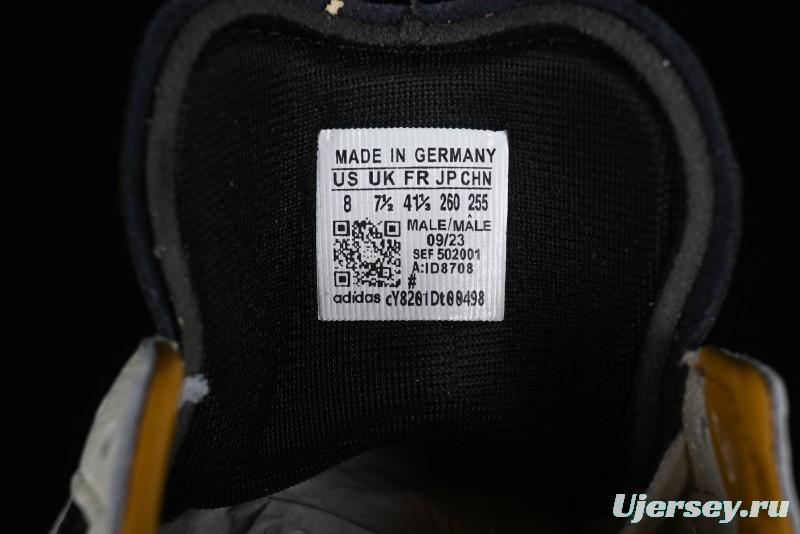 MADE IN GERMANY
US UK FR JP CHN
8 7½ 41⅓ 260 255
MALE/MÂLE
09/23
SEF 502001
A:ID8708
#
adidas cY8201Dt00498
Ujersey.ru